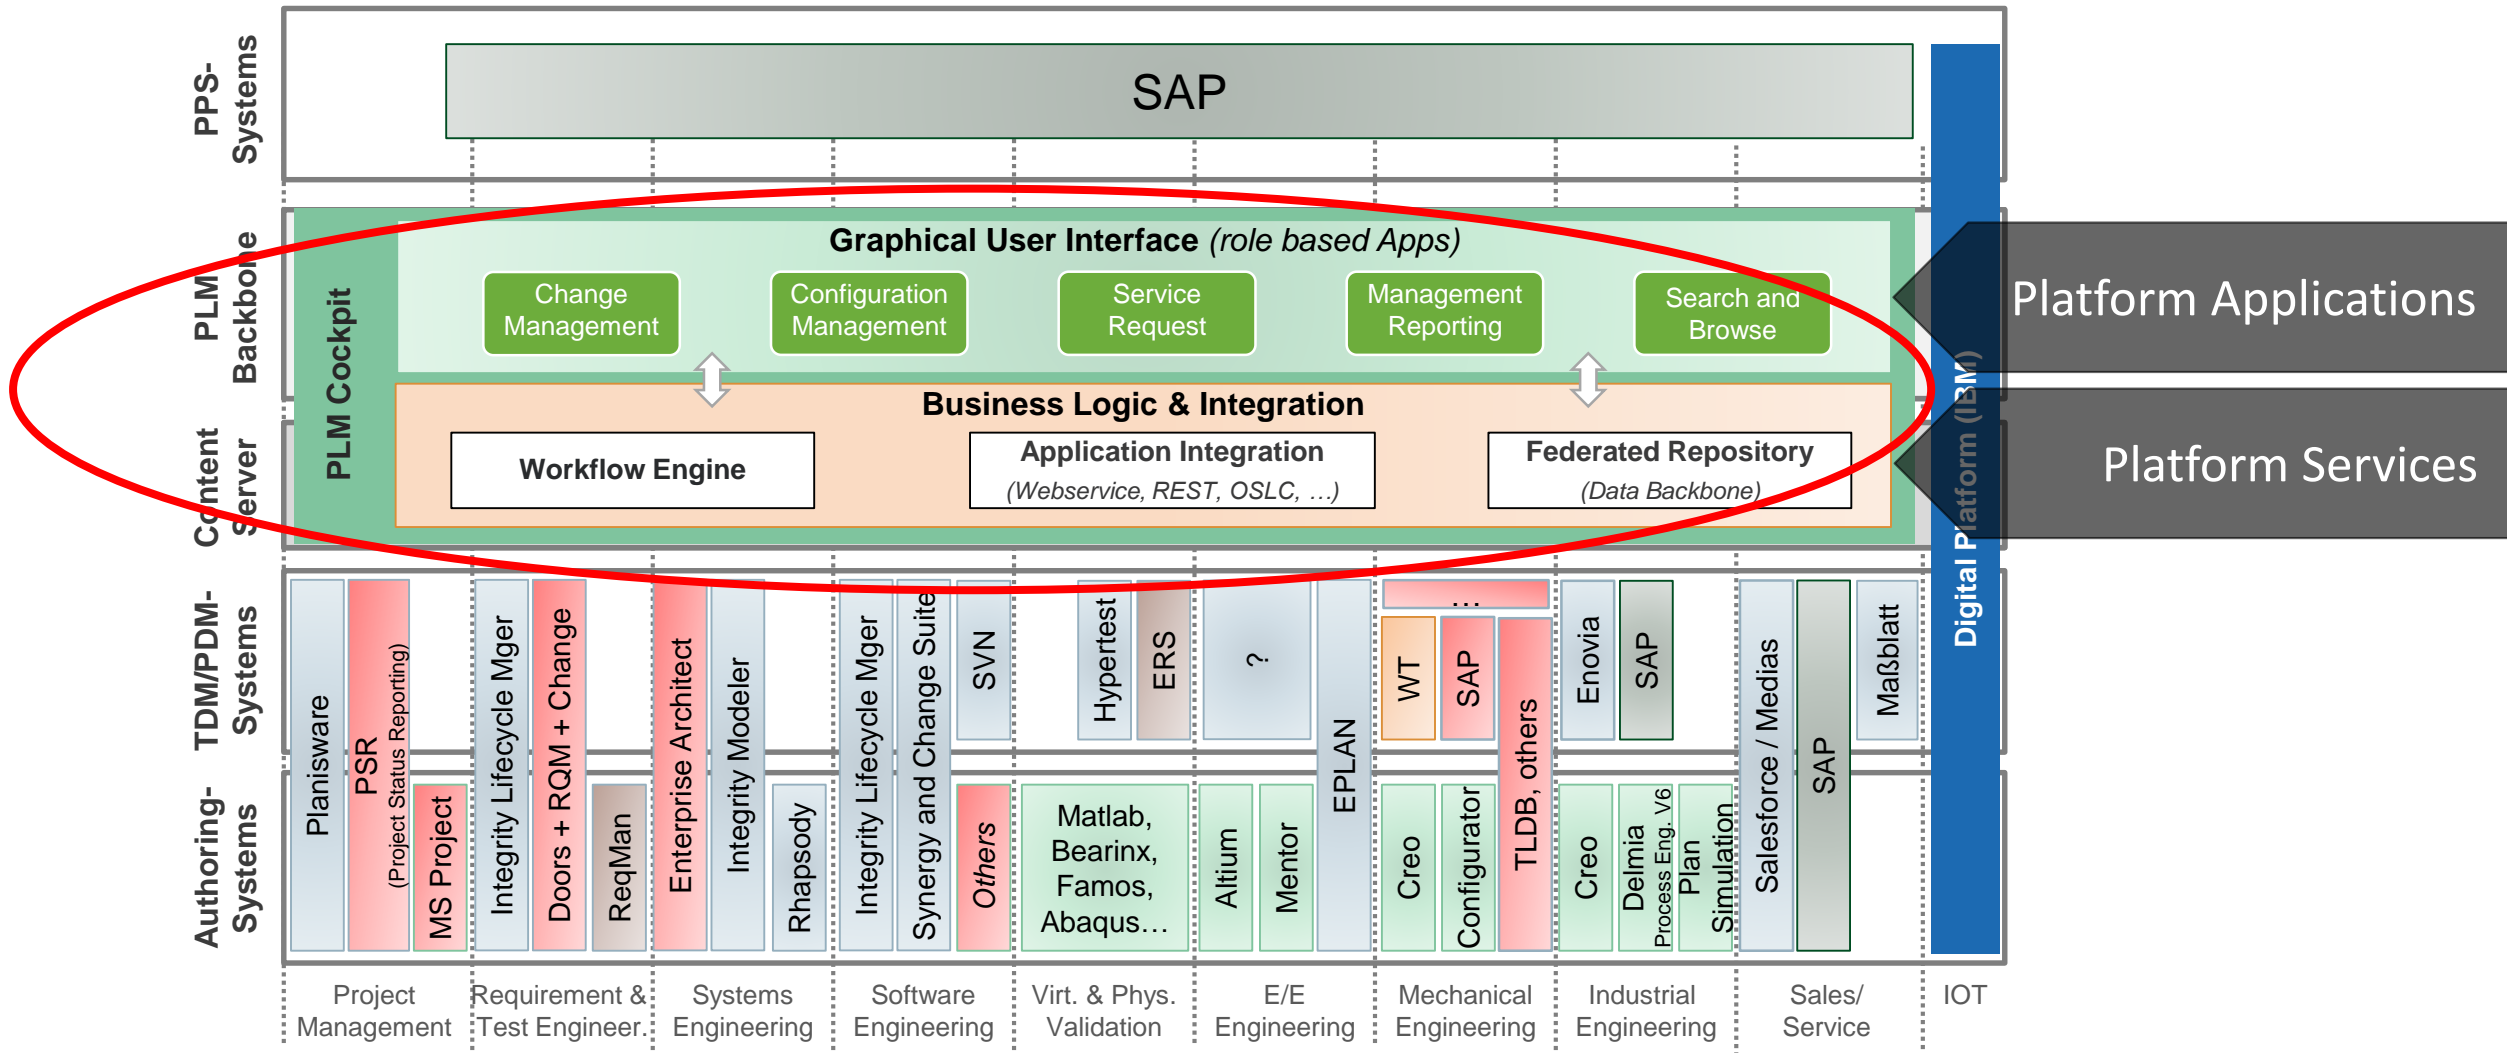 PPS-
Systems
SAP
PLM
Backbone
PLM Cockpit
Graphical User Interface (role based Apps)
Change
Management
Configuration
Management
Service
Request
Management
Reporting
Search and
Browse
Platform Applications
Content
Server
Business Logic & Integration
Workflow Engine
Application Integration
(Webservice, REST, OSLC, …)
Federated Repository
(Data Backbone)
Platform Services
Digital Platform (IBM)
TDM/PDM-
Systems
Authoring-
Systems
Planisware
PSR
(Project Status Reporting)
MS Project
Integrity Lifecycle Mger
Doors + RQM + Change
ReqMan
Enterprise Architect
Integrity Modeler
Rhapsody
Integrity Lifecycle Mger
Synergy and Change Suite
SVN
Others
Hypertest
ERS
Matlab,
Bearinx,
Famos,
Abaqus…
?
Altium
Mentor
EPLAN
…
WT
SAP
TLDB, others
Creo
Configurator
Enovia
SAP
Creo
Delmia
Process Eng. V6
Plan
Simulation
Salesforce / Medias
SAP
Maßblatt
Project
Management
Requirement &
Test Engineer.
Systems
Engineering
Software
Engineering
Virt. & Phys.
Validation
E/E
Engineering
Mechanical
Engineering
Industrial
Engineering
Sales/
Service
IOT